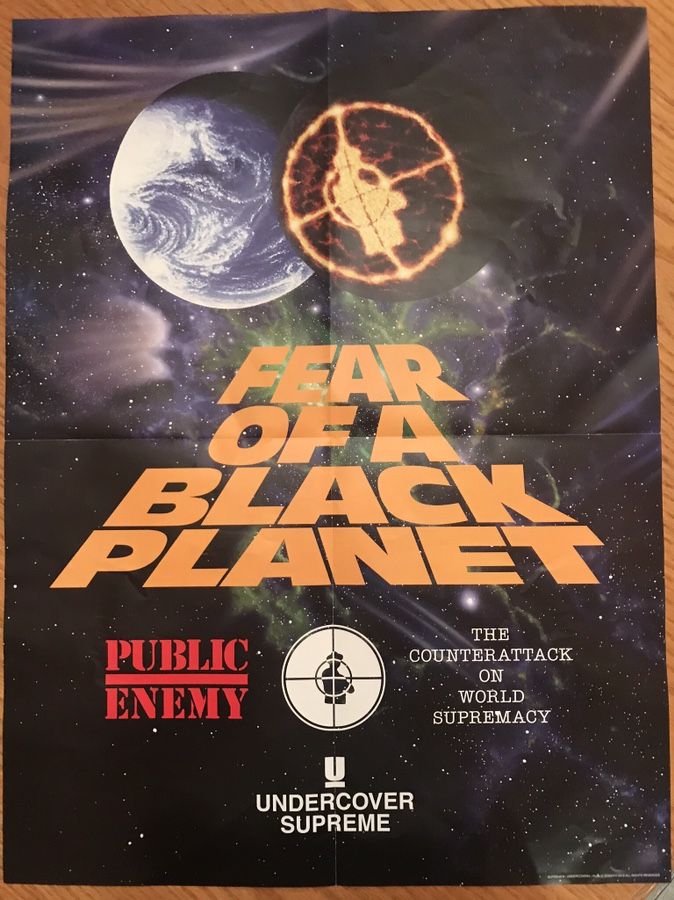 FEAR
OF A
BLACK
PLANET
PUBLIC
ENEMY
THE
COUNTERATTACK
ON
WORLD
SUPREMACY
U
UNDERCOVER
SUPREME